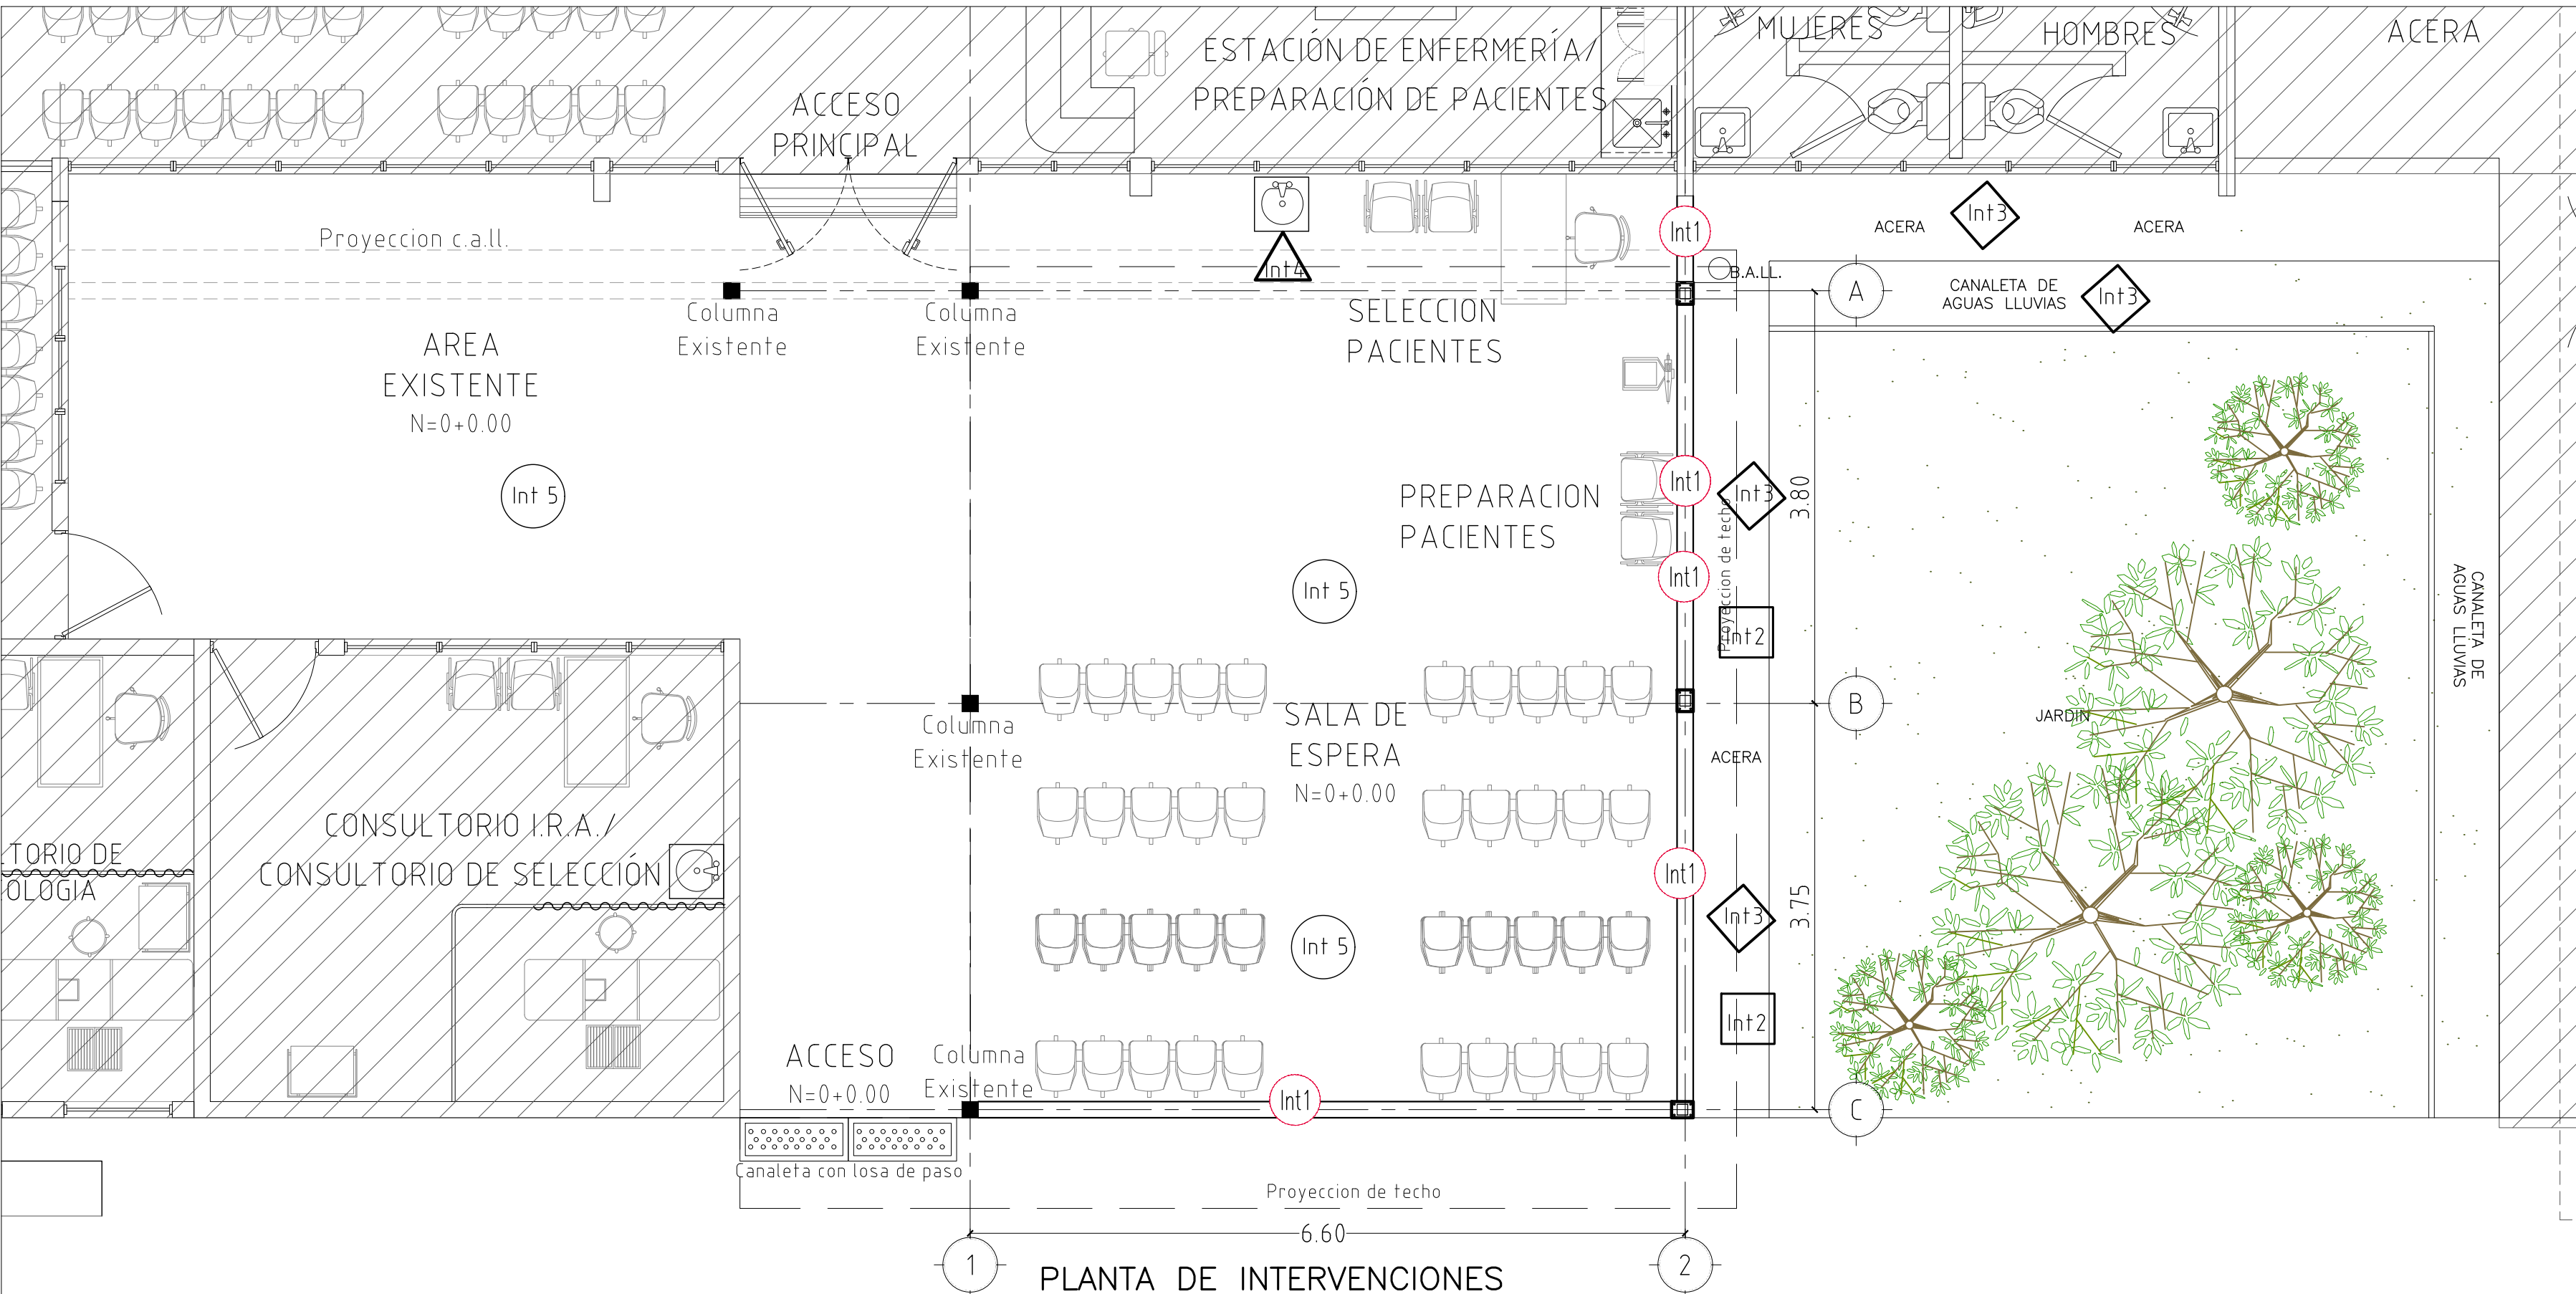 MUJERES
HOMBRES
ACERA
ESTACIÓN DE ENFERMERÍA/
PREPARACIÓN DE PACIENTES
ACCESO
PRINCIPAL
Int3
ACERA
ACERA
Int1
Proyeccion c.a.ll.
Int4
B.A.LL.
A
CANALETA DE
AGUAS LLUVIAS
Int3
Columna
Existente
Columna
Existente
SELECCION
PACIENTES
AREA
EXISTENTE
N=0+0.00
Int 5
PREPARACION
PACIENTES
Int1
Int3
3.80
Proyeccion de techo
Int1
Int 5
Int2
CANALETA DE
AGUAS LLUVIAS
B
JARDIN
Columna
Existente
SALA DE
ESPERA
N=0+0.00
ACERA
CONSULTORIO I.R.A./
CONSULTORIO DE SELECCIÓN
LTORIO DE
OLOGIA
Int1
Int3
3.75
Int 5
Int2
ACCESO
N=0+0.00
Columna
Existente
Int1
C
Canaleta con losa de paso
Proyeccion de techo
6.60
1
2
PLANTA DE INTERVENCIONES